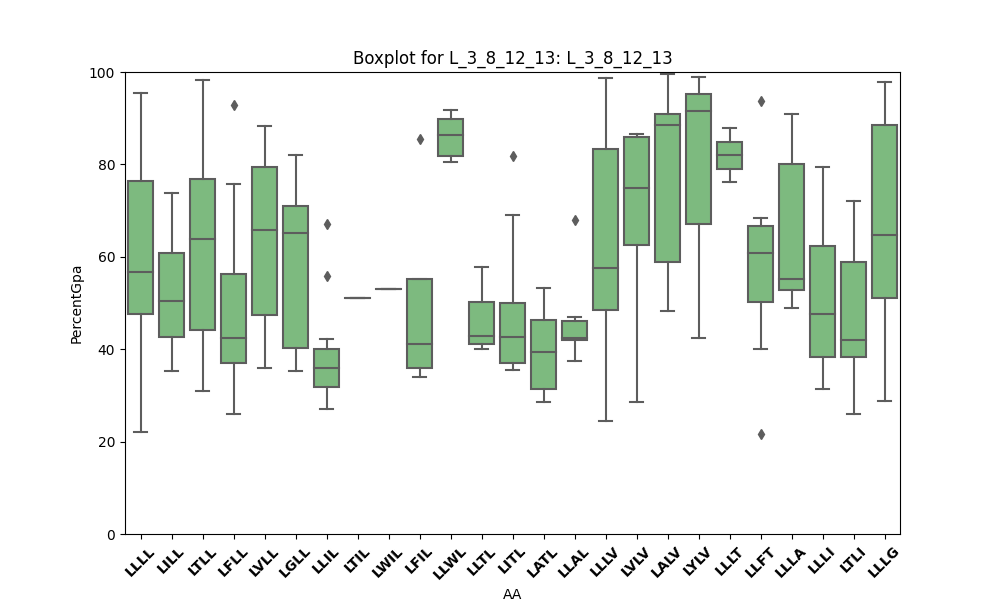 Boxplot for L_3_8_12_13: L_3_8_12_13
100
80
60
40
20
0
PercentGpa
LLLL LILL LTLL LFLL LVLL LGLL LLIL LTIL LWIL LFIL LLWL LLTL LITL LATL LLAL LLLV LVLV LALV LYLV LLLT LLFT LLLA LLLI LTLI LLLG
AA